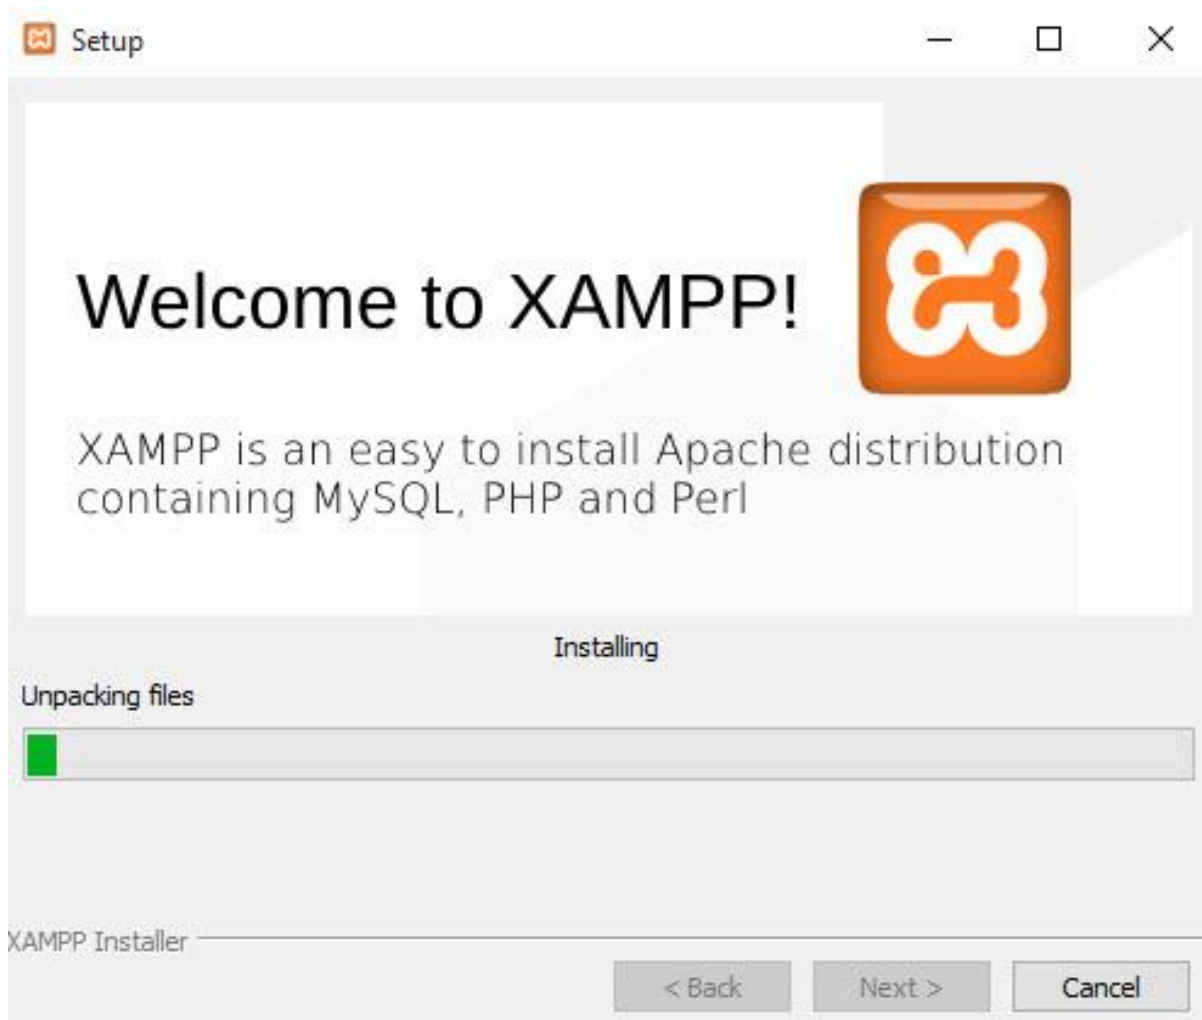 Setup
Welcome to XAMPP!
XAMPP is an easy to install Apache distribution
containing MySQL, PHP and Perl
Installing
Unpacking files
XAMPP Installer
< Back
Next >
Cancel